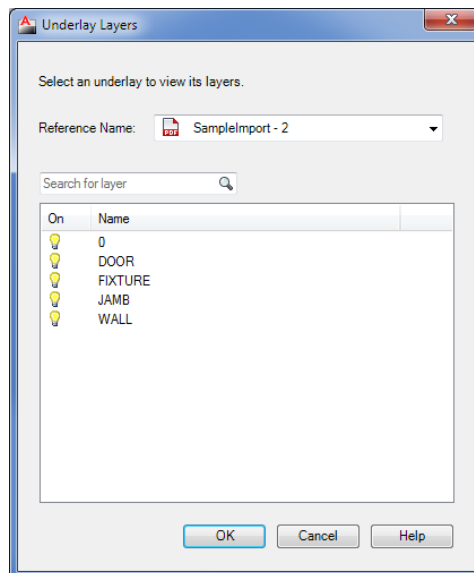 Underlay Layers
Select an underlay to view its layers.
Reference Name: PDF SampleImport - 2
Search for layer
On Name
0
DOOR
FIXTURE
JAMB
WALL
OK Cancel Help